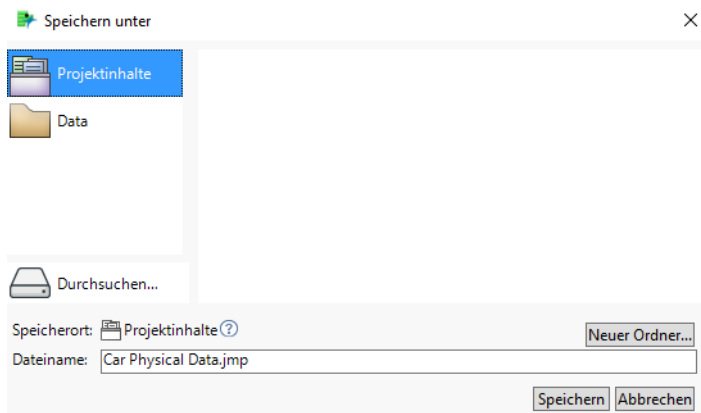 Speichern unter
Projektinhalte
Data
Durchsuchen...
Speicherort: Projektinhalte ?
Neuer Ordner...
Dateiname: Car Physical Data.jmp
Speichern Abbrechen